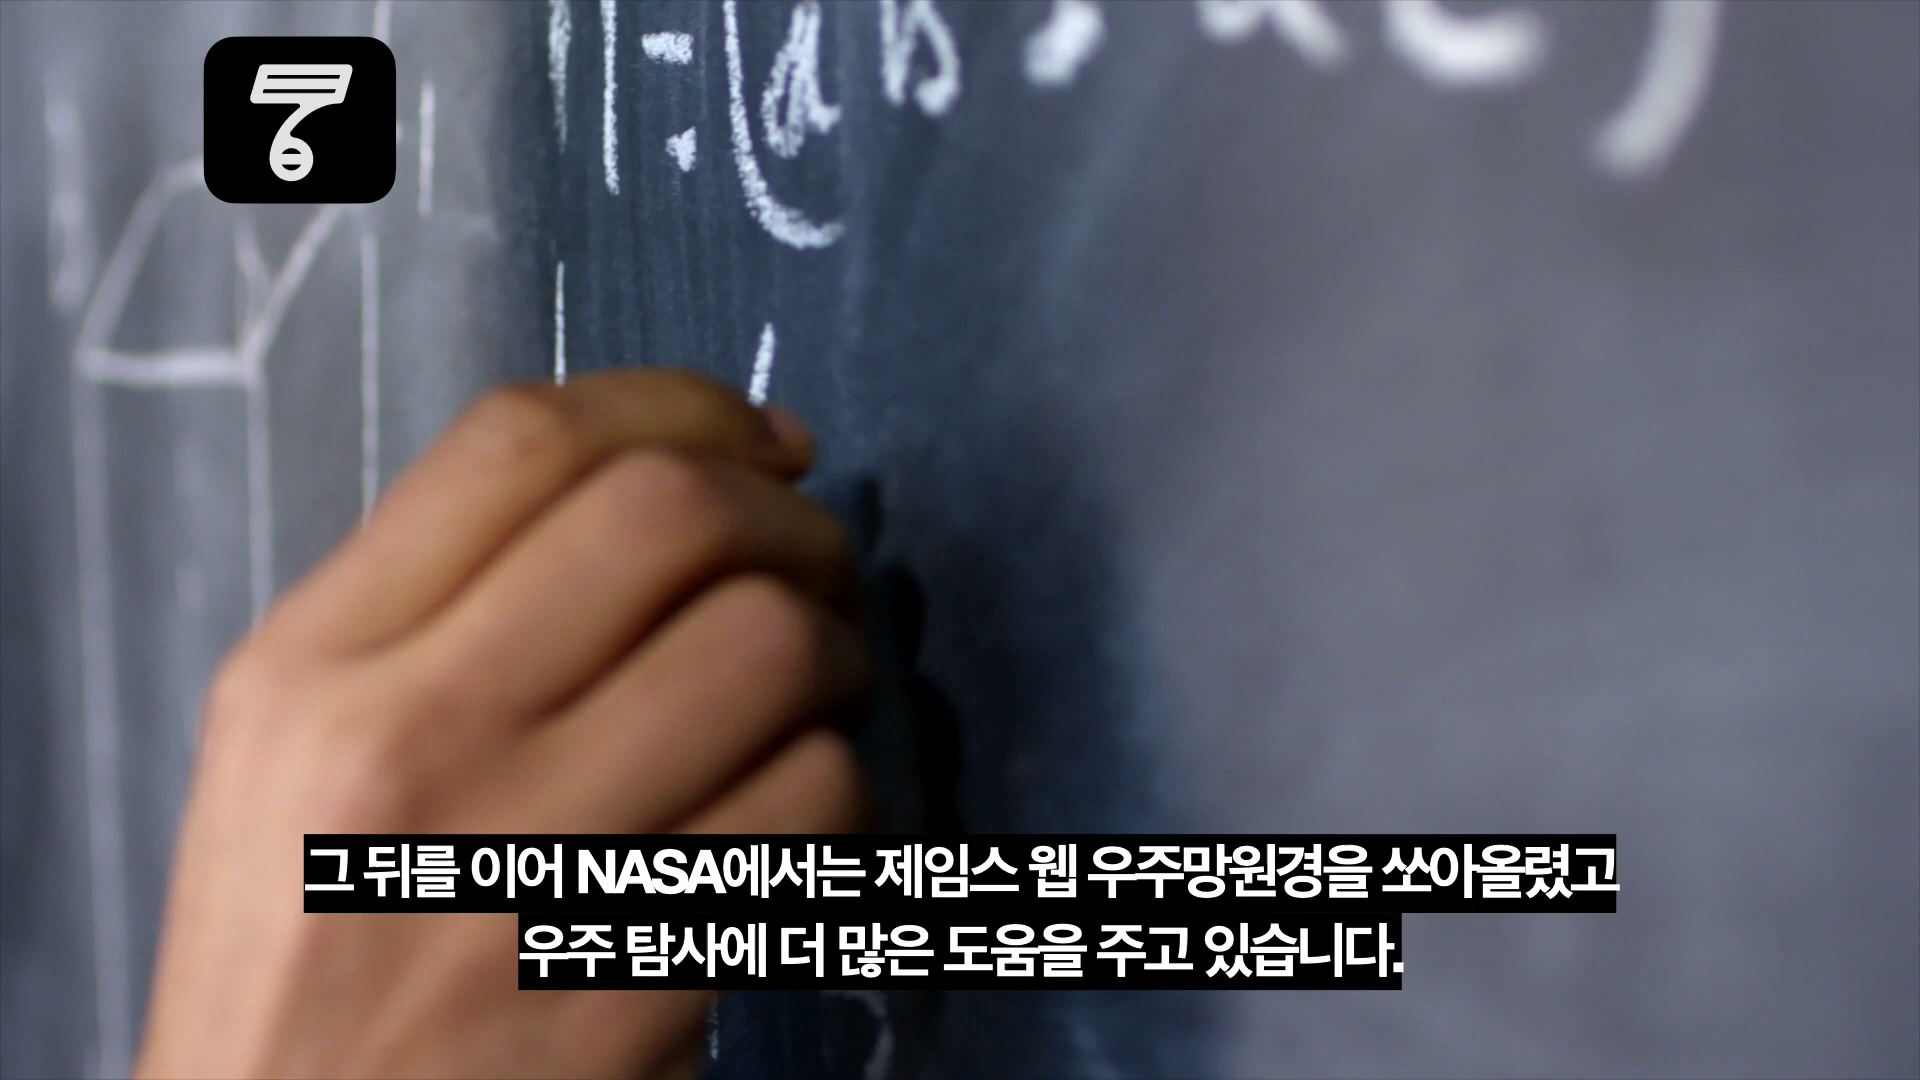 그 뒤를 이어 NASA에서는 제임스 웹 우주망원경을 쏘아올렸고
우주 탐사에 더 많은 도움을 주고 있습니다.